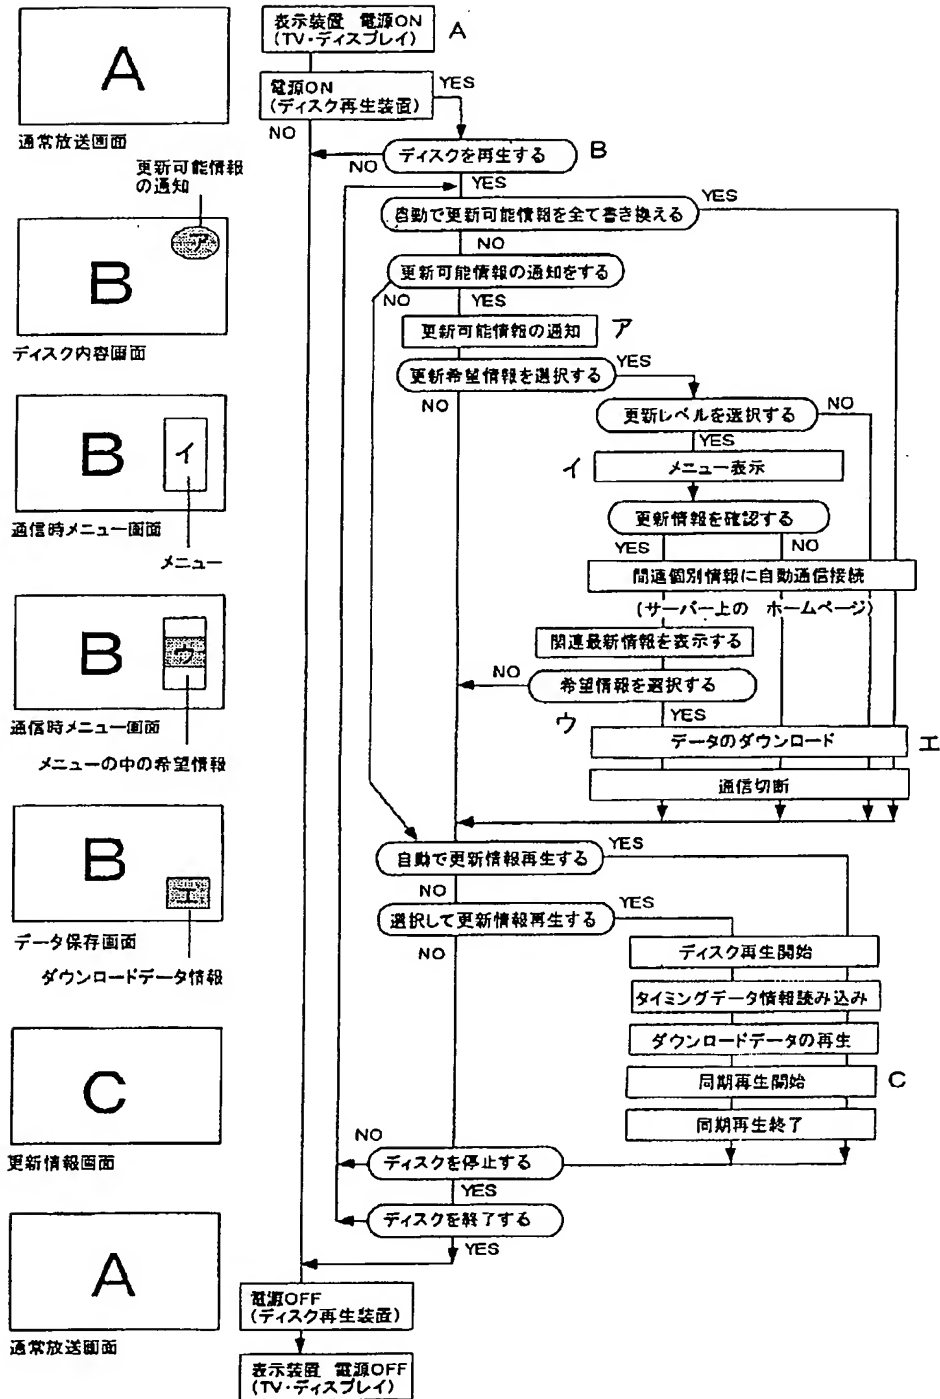 A
通常放送画面
更新可能情報
の通知
ア
B
ディスク内容画面
B
イ
通信時メニュー画面
メニュー
B
ウ
通信時メニュー画面
メニューの中の希望情報
B
エ
データ保存画面
ダウンロードデータ情報
C
更新情報画面
A
通常放送画面
表示装置 電源ON
(TV・ディスプレイ)
A
電源ON
(ディスク再生装置)
YES
NO
ディスクを再生する
B
NO
YES
自動で更新可能情報を全て書き換える
YES
NO
更新可能情報の通知をする
NO
YES
更新可能情報の通知
ア
更新希望情報を選択する
YES
NO
更新レベルを選択する
NO
YES
イ
メニュー表示
更新情報を確認する
YES
NO
関連個別情報に自動通信接続
(サーバー上の ホームページ)
関連最新情報を表示する
NO
希望情報を選択する
ウ
YES
データのダウンロード
エ
通信切断
自動で更新情報再生する
YES
NO
選択して更新情報再生する
YES
NO
ディスク再生開始
タイミングデータ情報読み込み
ダウンロードデータの再生
同期再生開始
C
同期再生終了
NO
ディスクを停止する
YES
ディスクを終了する
YES
電源OFF
(ディスク再生装置)
表示装置 電源OFF
(TV・ディスプレイ)